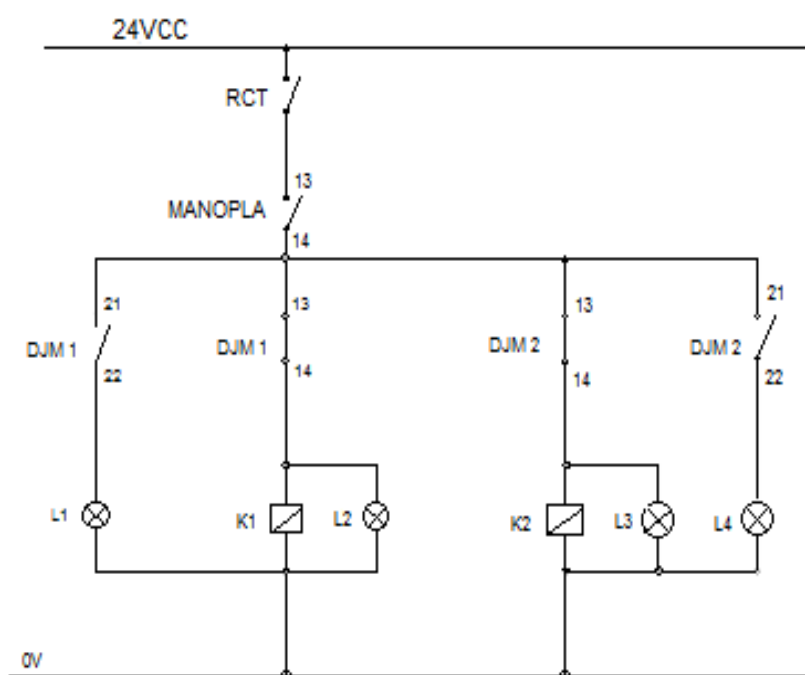 24VCC
RCT
13
MANOPLA
14
21
DJM 1
22
13
DJM 1
14
13
DJM 2
14
21
DJM 2
22
L1
K1
L2
K2
L3
L4
0V